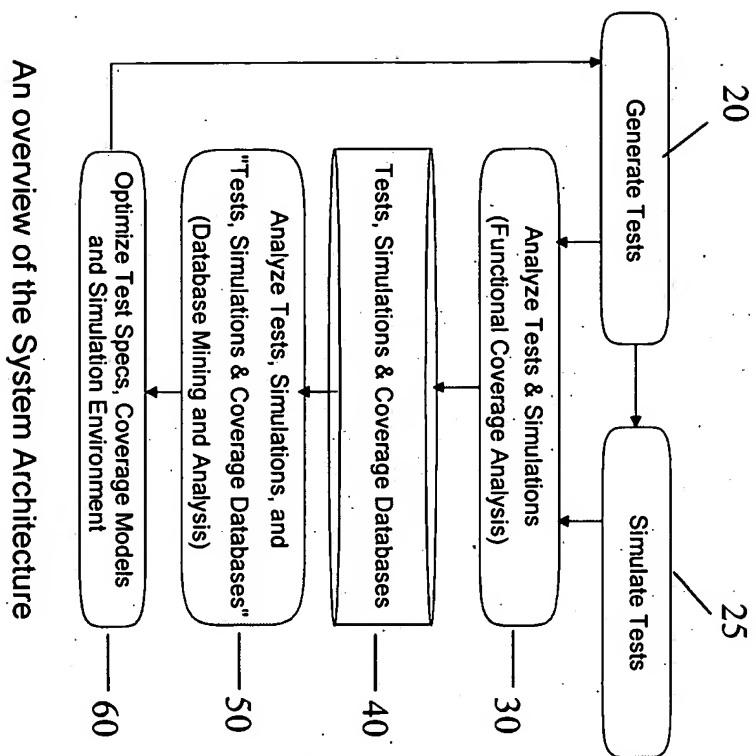 20
25
Generate Tests
Simulate Tests
Analyze Tests & Simulations
(Functional Coverage Analysis)
30
Tests, Simulations & Coverage Databases
40
Analyze Tests, Simulations, and
"Tests, Simulations & Coverage Databases"
(Database Mining and Analysis)
50
Optimize Test Specs, Coverage Models
and Simulation Environment
60
An overview of the System Architecture